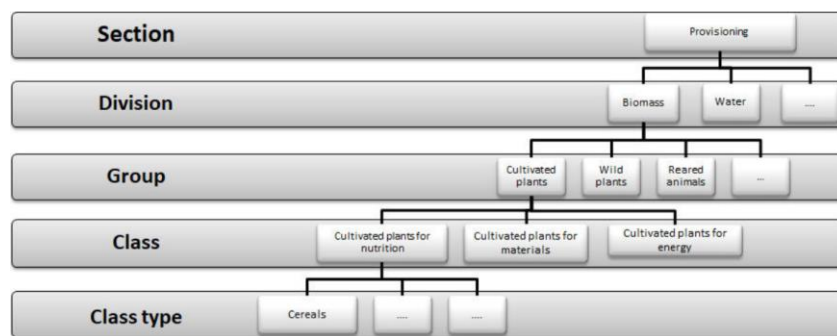 Section
Provisioning
Division
Biomass
Water
....
Group
Cultivated
plants
Wild
plants
Reared
animals
...
Class
Cultivated plants for
nutrition
Cultivated plants for
materials
Cultivated plants for
energy
Class type
Cereals
....
....